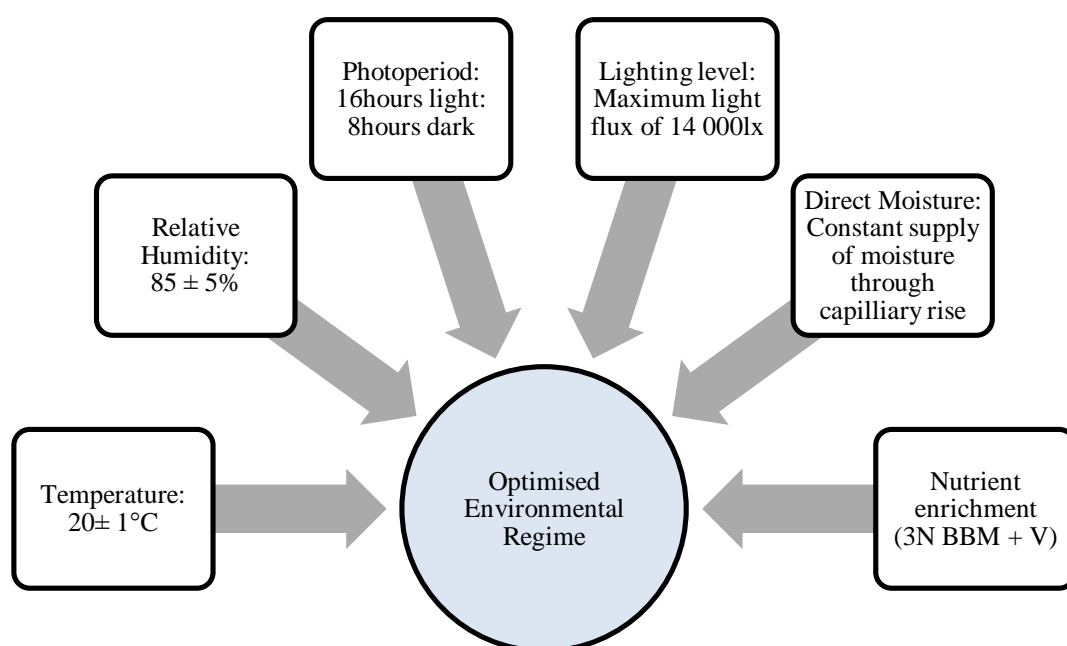 Photoperiod:
16hours light:
8hours dark
Lighting level:
Maximum light
flux of 14 000lx
Relative
Humidity:
85 ± 5%
Direct Moisture:
Constant supply
of moisture
through
capilliary rise
Temperature:
20± 1°C
Optimised
Environmental
Regime
Nutrient
enrichment
(3N BBM + V)